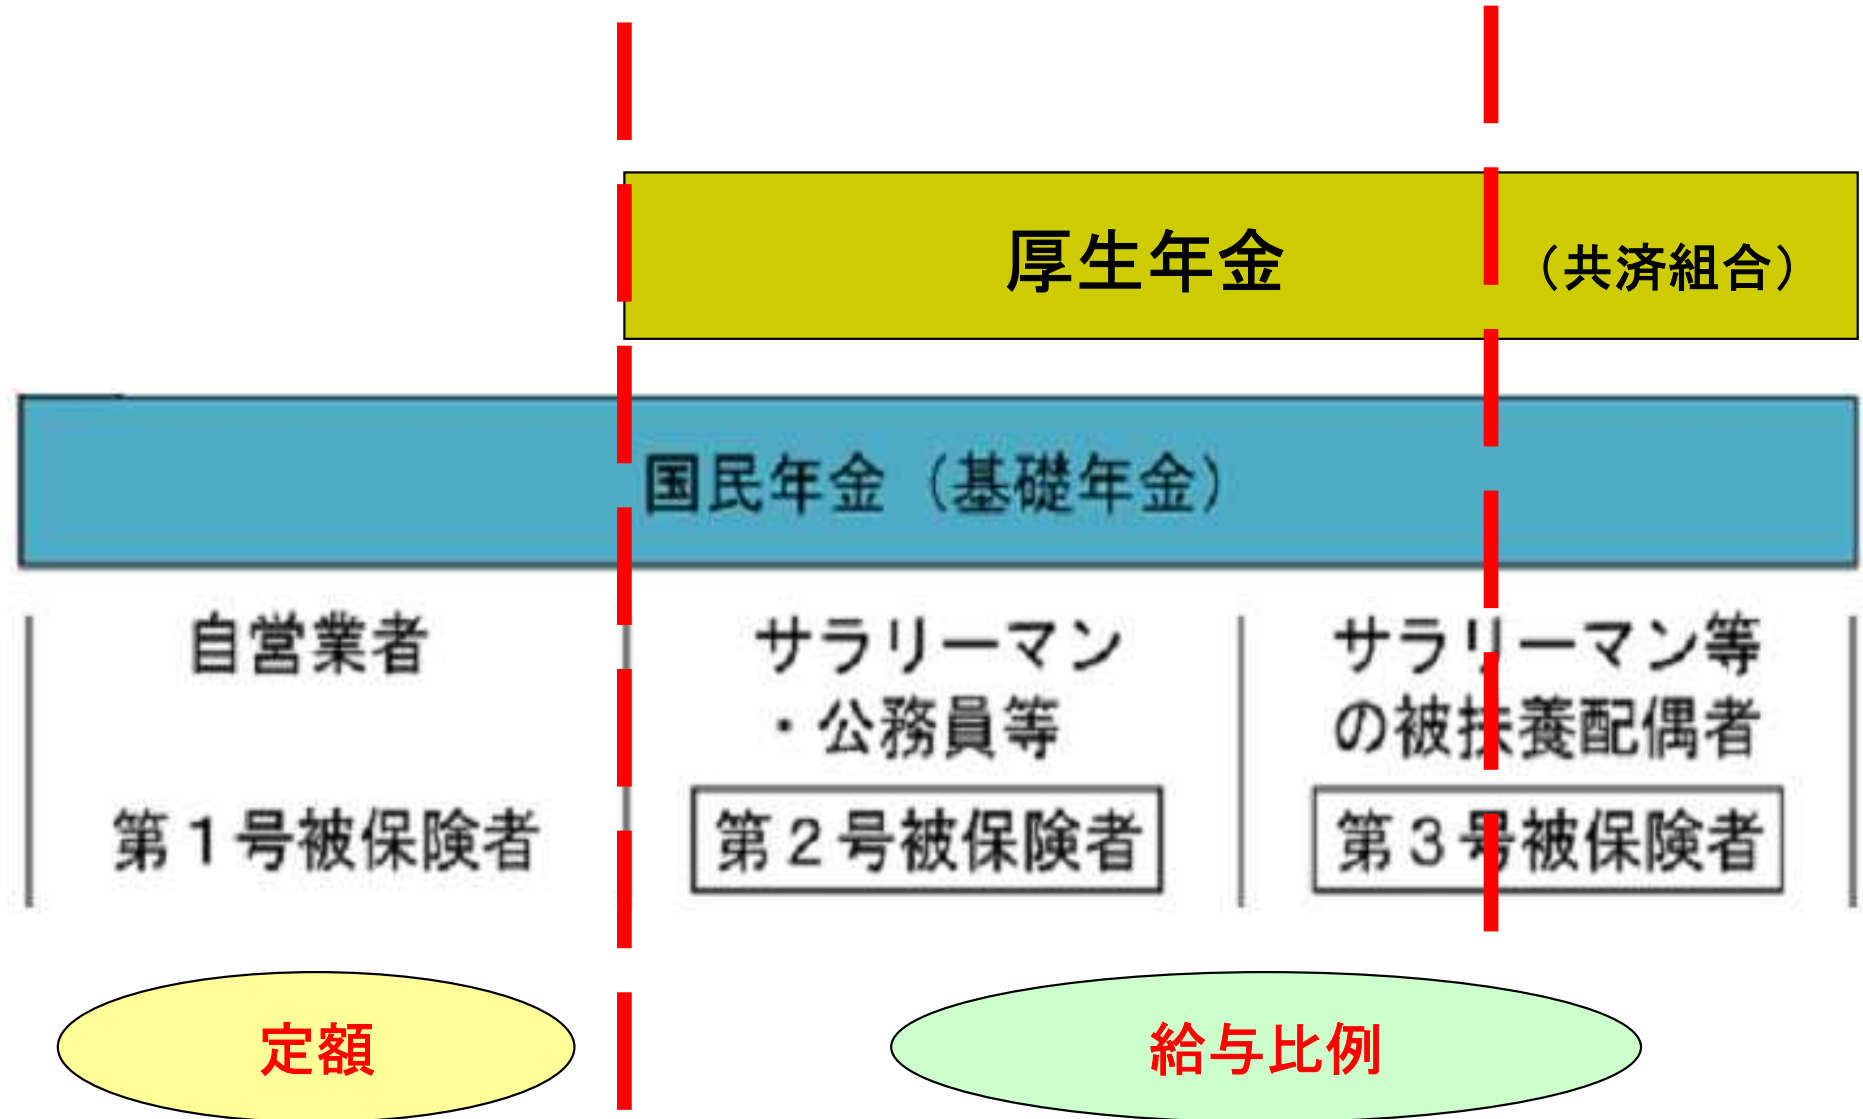 厚生年金 （共済組合）
国民年金（基礎年金）
自営業者
第１号被保険者
サラリーマン
・公務員等
第２号被保険者
サラリーマン等
の被扶養配偶者
第３号被保険者
定額
給与比例